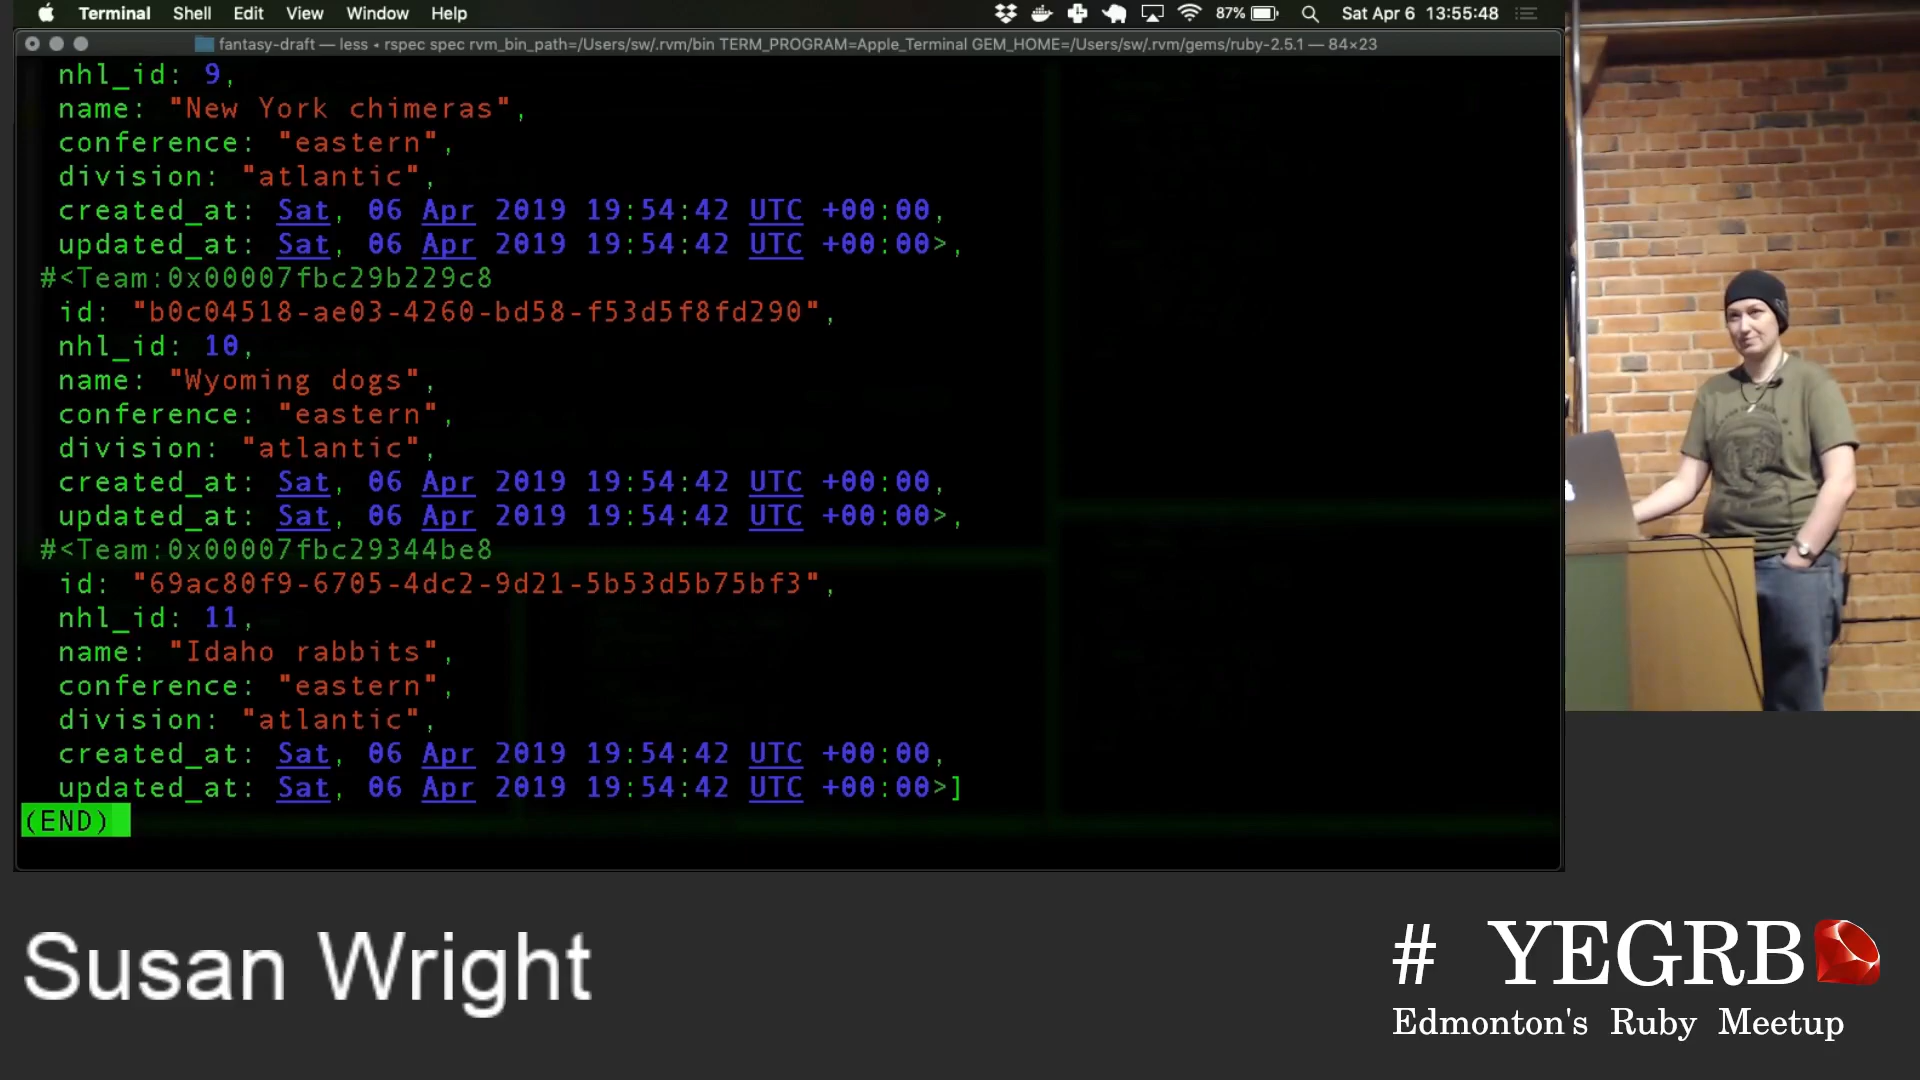 Terminal Shell Edit View Window Help 87% Sat Apr 6 13:55:48
fantasy-draft — less ◂ rspec spec rvm_bin_path=/Users/sw/.rvm/bin TERM_PROGRAM=Apple_Terminal GEM_HOME=/Users/sw/.rvm/gems/ruby-2.5.1 — 84×23
nhl_id: 9,
name: "New York chimeras",
conference: "eastern",
division: "atlantic",
created_at: Sat, 06 Apr 2019 19:54:42 UTC +00:00,
updated_at: Sat, 06 Apr 2019 19:54:42 UTC +00:00>,
#<Team:0x00007fbc29b229c8
id: "b0c04518-ae03-4260-bd58-f53d5f8fd290",
nhl_id: 10,
name: "Wyoming dogs",
conference: "eastern",
division: "atlantic",
created_at: Sat, 06 Apr 2019 19:54:42 UTC +00:00,
updated_at: Sat, 06 Apr 2019 19:54:42 UTC +00:00>,
#<Team:0x00007fbc29344be8
id: "69ac80f9-6705-4dc2-9d21-5b53d5b75bf3",
nhl_id: 11,
name: "Idaho rabbits",
conference: "eastern",
division: "atlantic",
created_at: Sat, 06 Apr 2019 19:54:42 UTC +00:00,
updated_at: Sat, 06 Apr 2019 19:54:42 UTC +00:00>]
(END)
Susan Wright
# YEGRB
Edmonton's Ruby Meetup